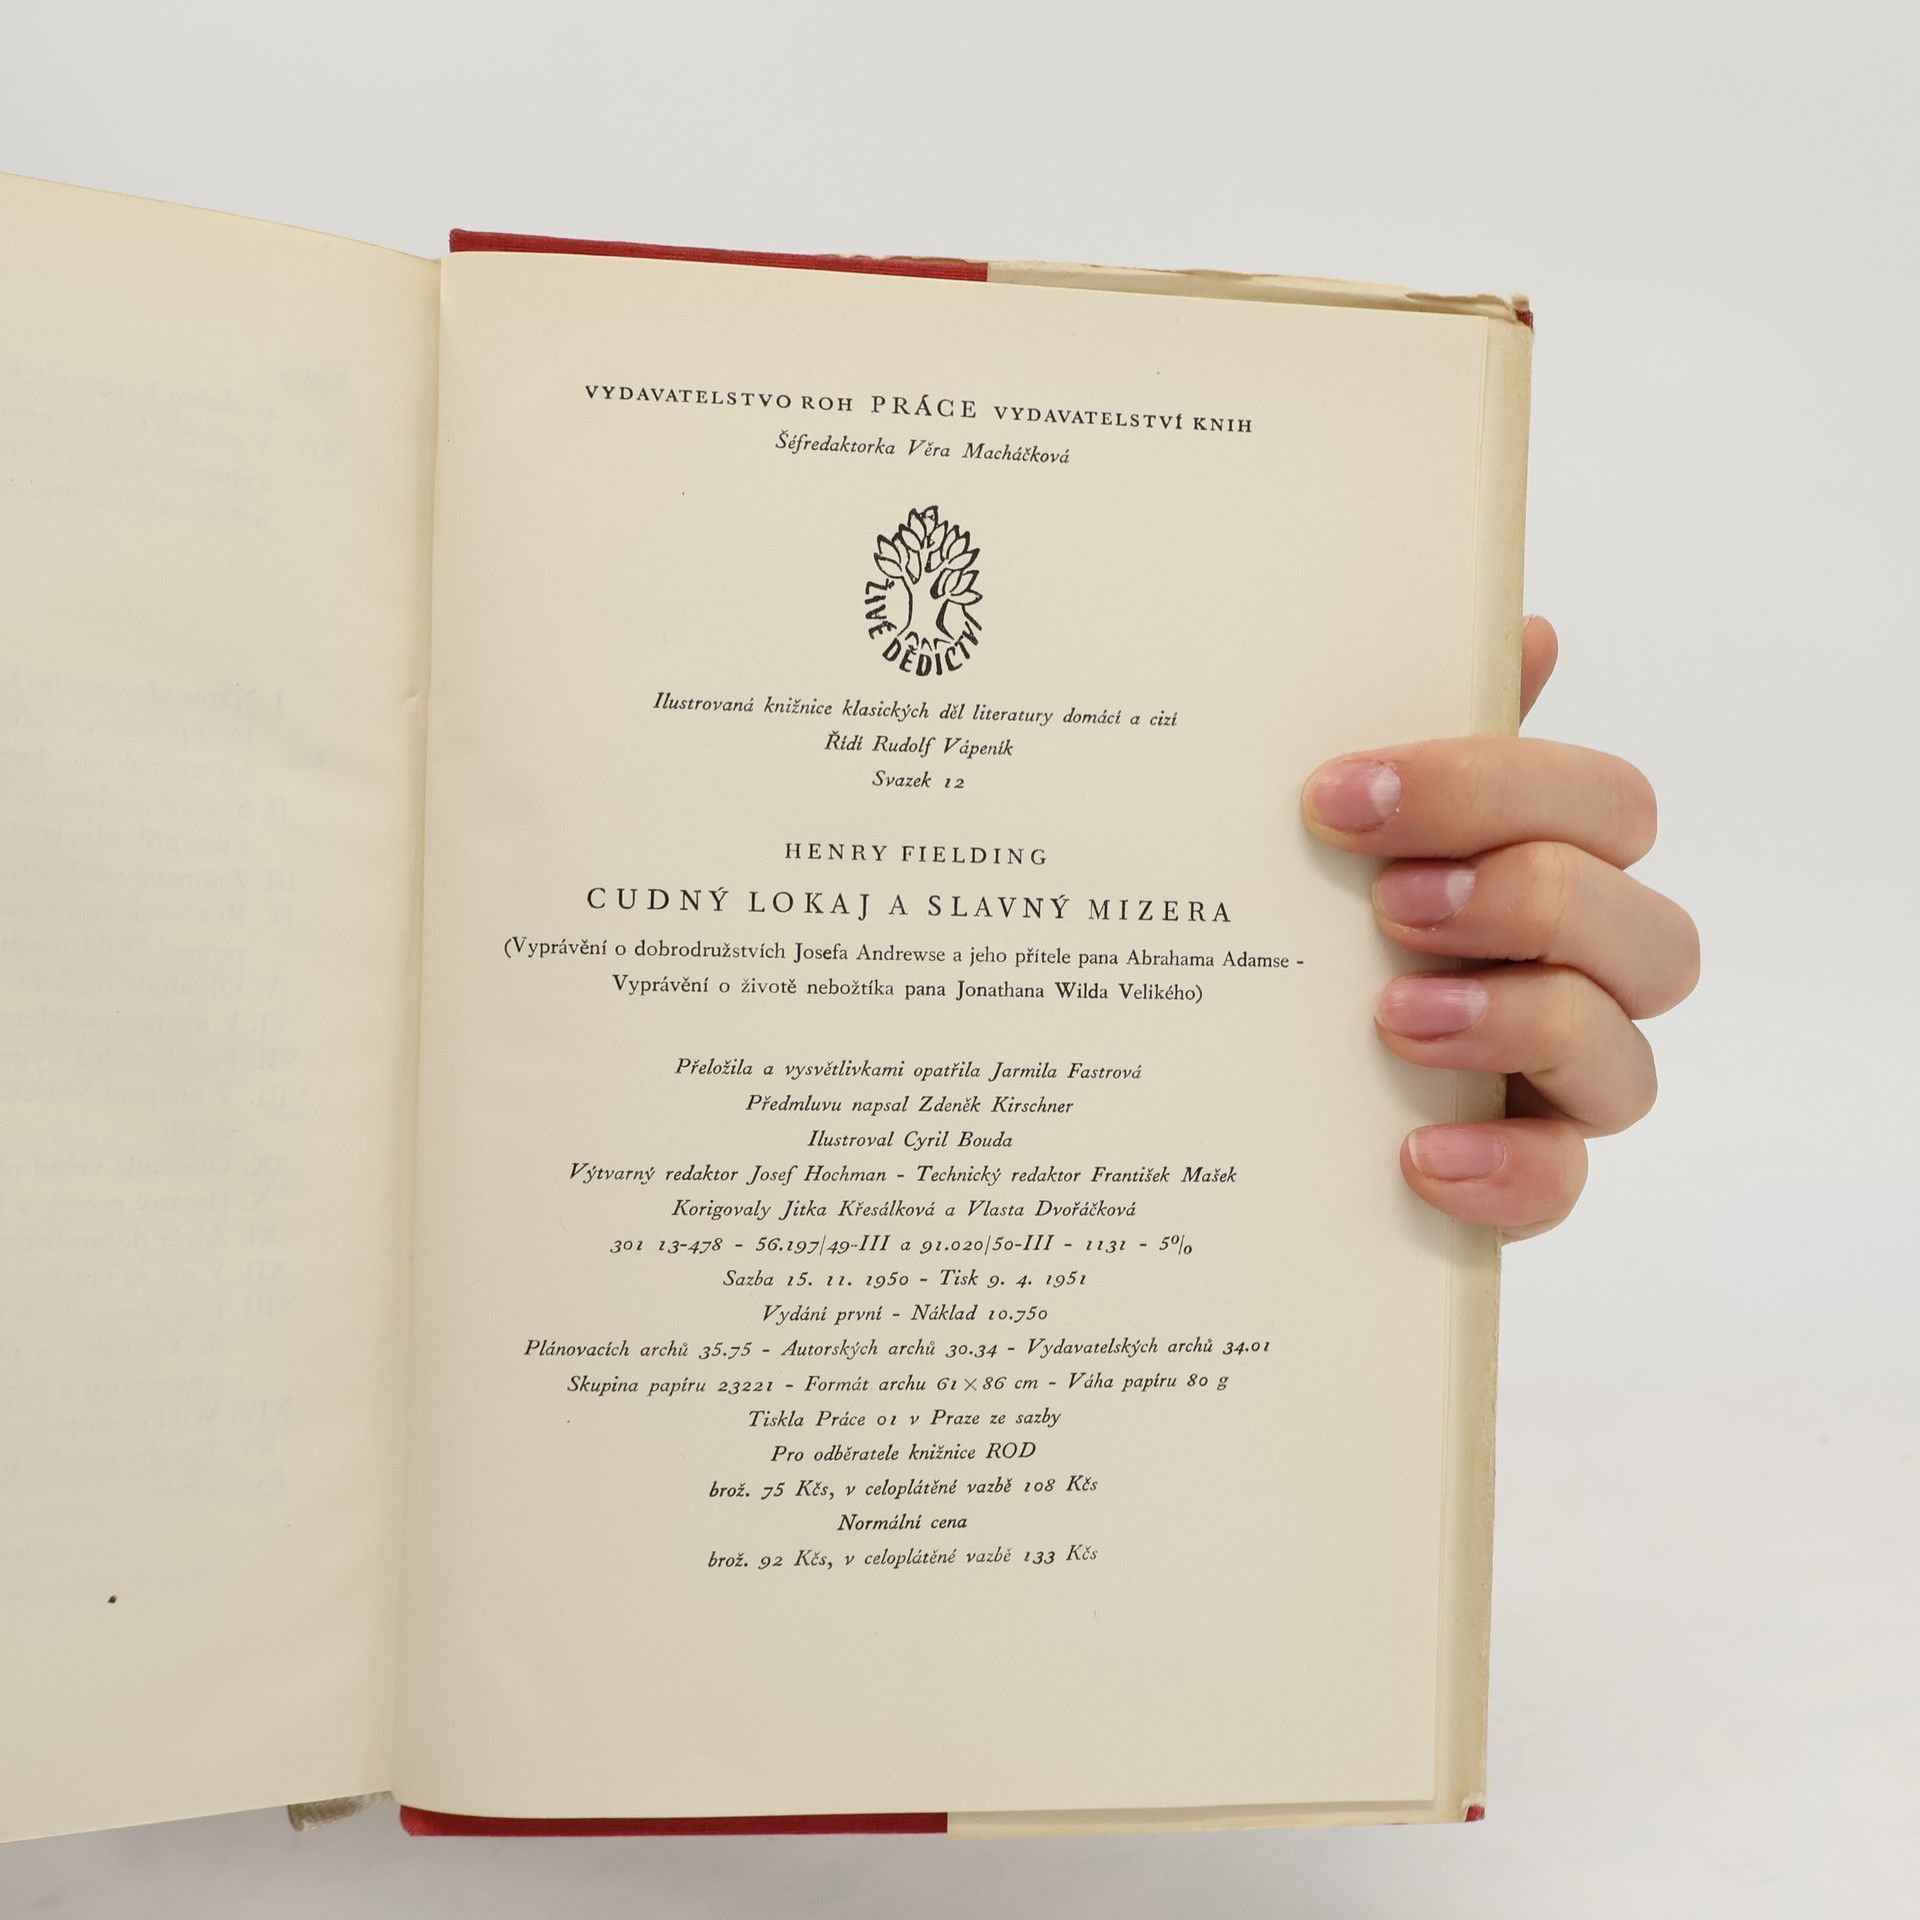 VYDAVATELSTVO ROH PRÁCE VYDAVATELSTVÍ KNIH
Šéfredaktorka Věra Macháčková
ŽIVÉ DĚDICTVÍ
Ilustrovaná knižnice klasických děl literatury domácí a cizí
Řídí Rudolf Vápeník
Svazek 12
HENRY FIELDING
CUDNÝ LOKAJ A SLAVNÝ MIZERA
(Vyprávění o dobrodružstvích Josefa Andrewse a jeho přítele pana Abrahama Adamse -
Vyprávění o životě nebožtíka pana Jonathana Wilda Velikého)
Přeložila a vysvětlivkami opatřila Jarmila Fastrová
Předmluvu napsal Zdeněk Kirschner
Ilustroval Cyril Bouda
Výtvarný redaktor Josef Hochman - Technický redaktor František Mašek
Korigovaly Jitka Křesálková a Vlasta Dvořáčková
301 13-478 - 56.197/49-III a 91.020/50-III - 1131 - 5%
Sazba 15. 11. 1950 - Tisk 9. 4. 1951
Vydání první - Náklad 10.750
Plánovacích archů 35.75 - Autorských archů 30.34 - Vydavatelských archů 34.01
Skupina papíru 23221 - Formát archu 61×86 cm - Váha papíru 80 g
Tiskla Práce 01 v Praze ze sazby
Pro odběratele knižnice ROD
brož. 75 Kčs, v celoplátěné vazbě 108 Kčs
Normální cena
brož. 92 Kčs, v celoplátěné vazbě 133 Kčs